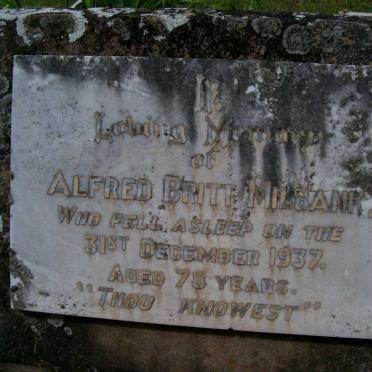 In
Loving Memory
of
ALFRED BRITT MILBANK,
WHO FELL ASLEEP ON THE
31ST DECEMBER 1937.
AGED 78 YEARS.
"THOU KNOWEST"